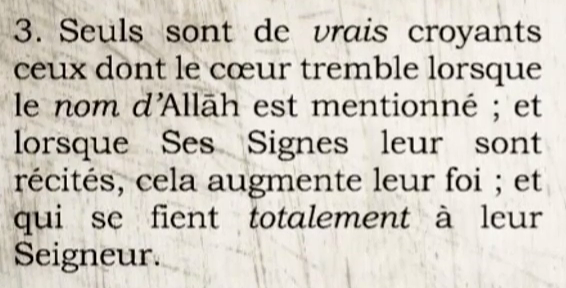 3. Seuls sont de vrais croyants
ceux dont le cœur tremble lorsque
le nom d'Allāh est mentionné ; et
lorsque Ses Signes leur sont
récités, cela augmente leur foi ; et
qui se fient totalement à leur
Seigneur.